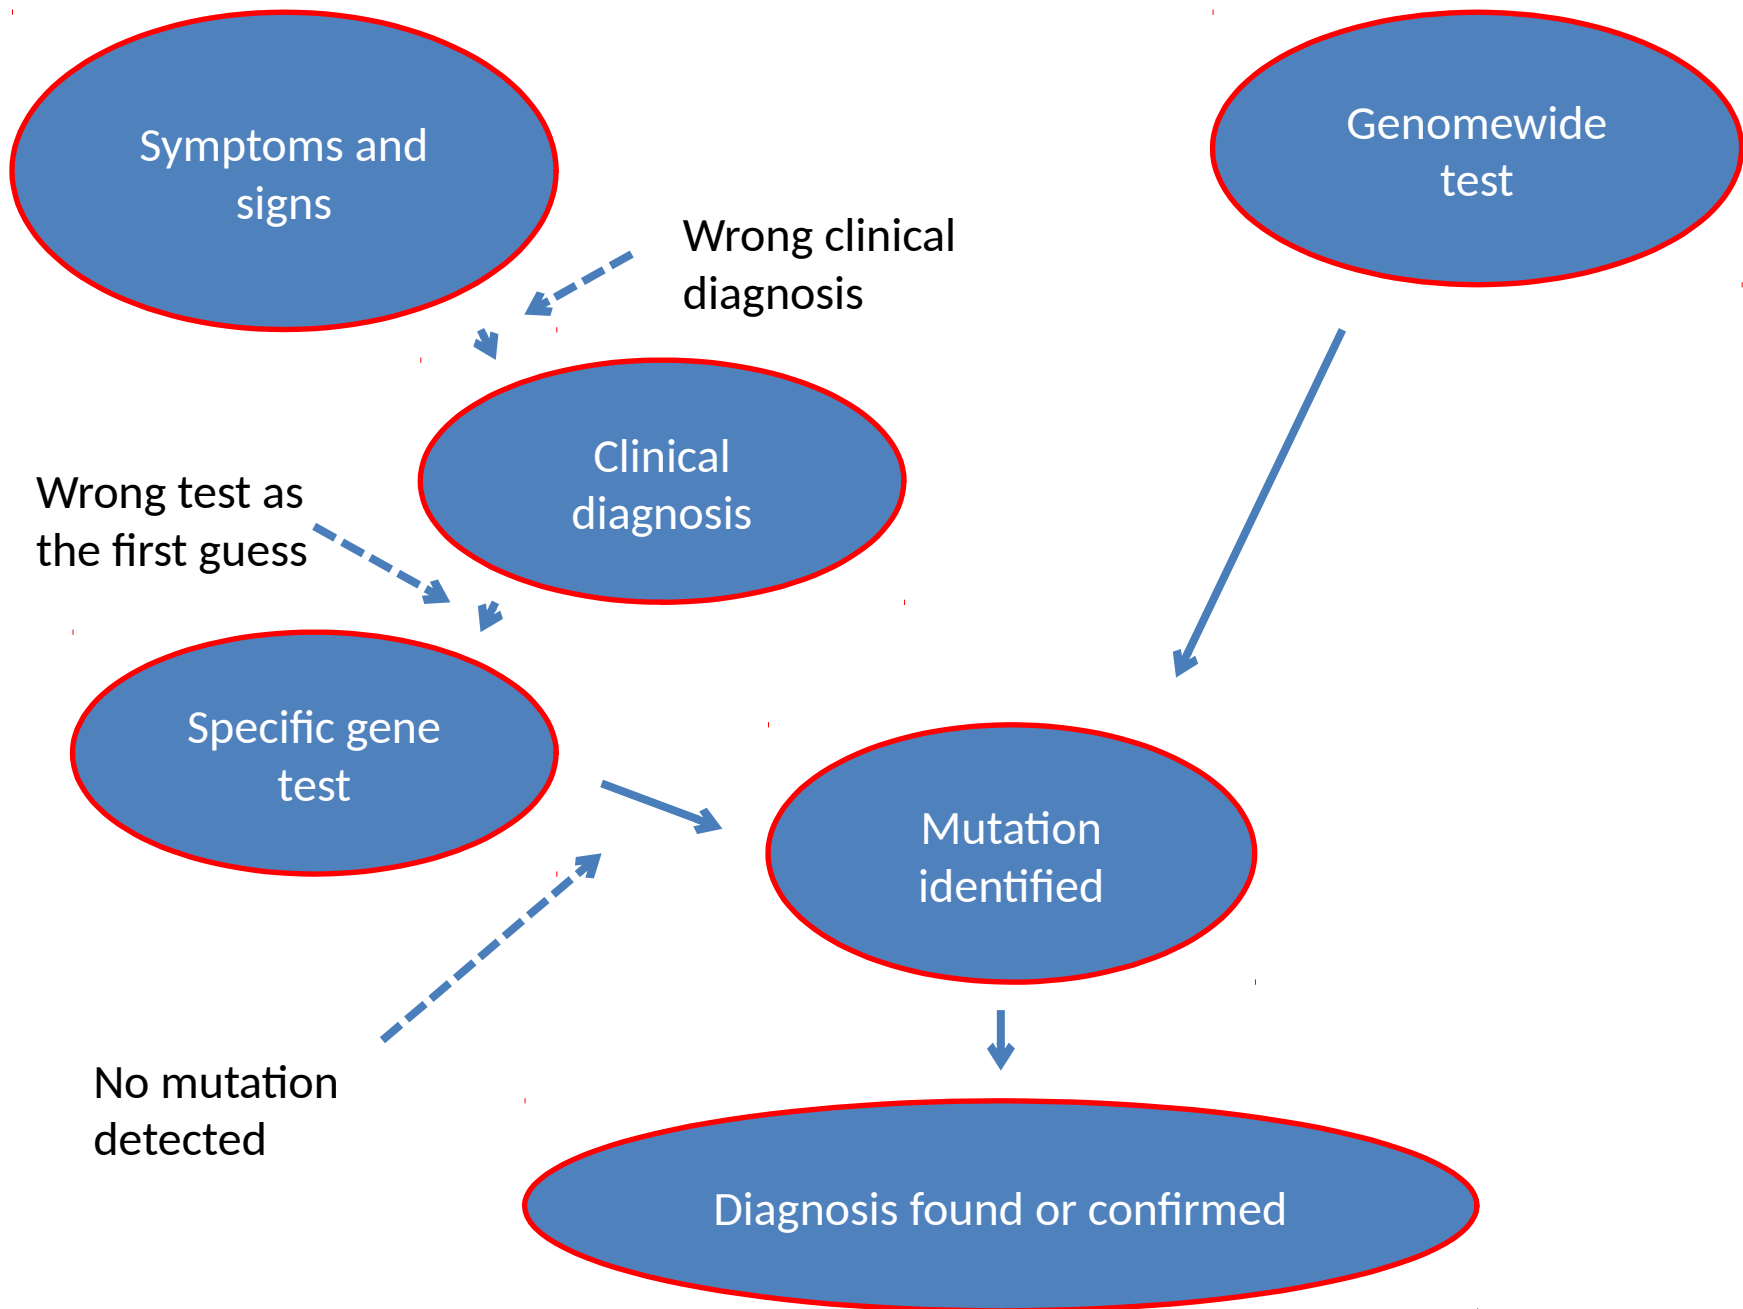 Symptoms and
signs
Genomewide
test
Wrong clinical
diagnosis
Clinical
diagnosis
Wrong test as
the first guess
Specific gene
test
Mutation
identified
No mutation
detected
Diagnosis found or confirmed